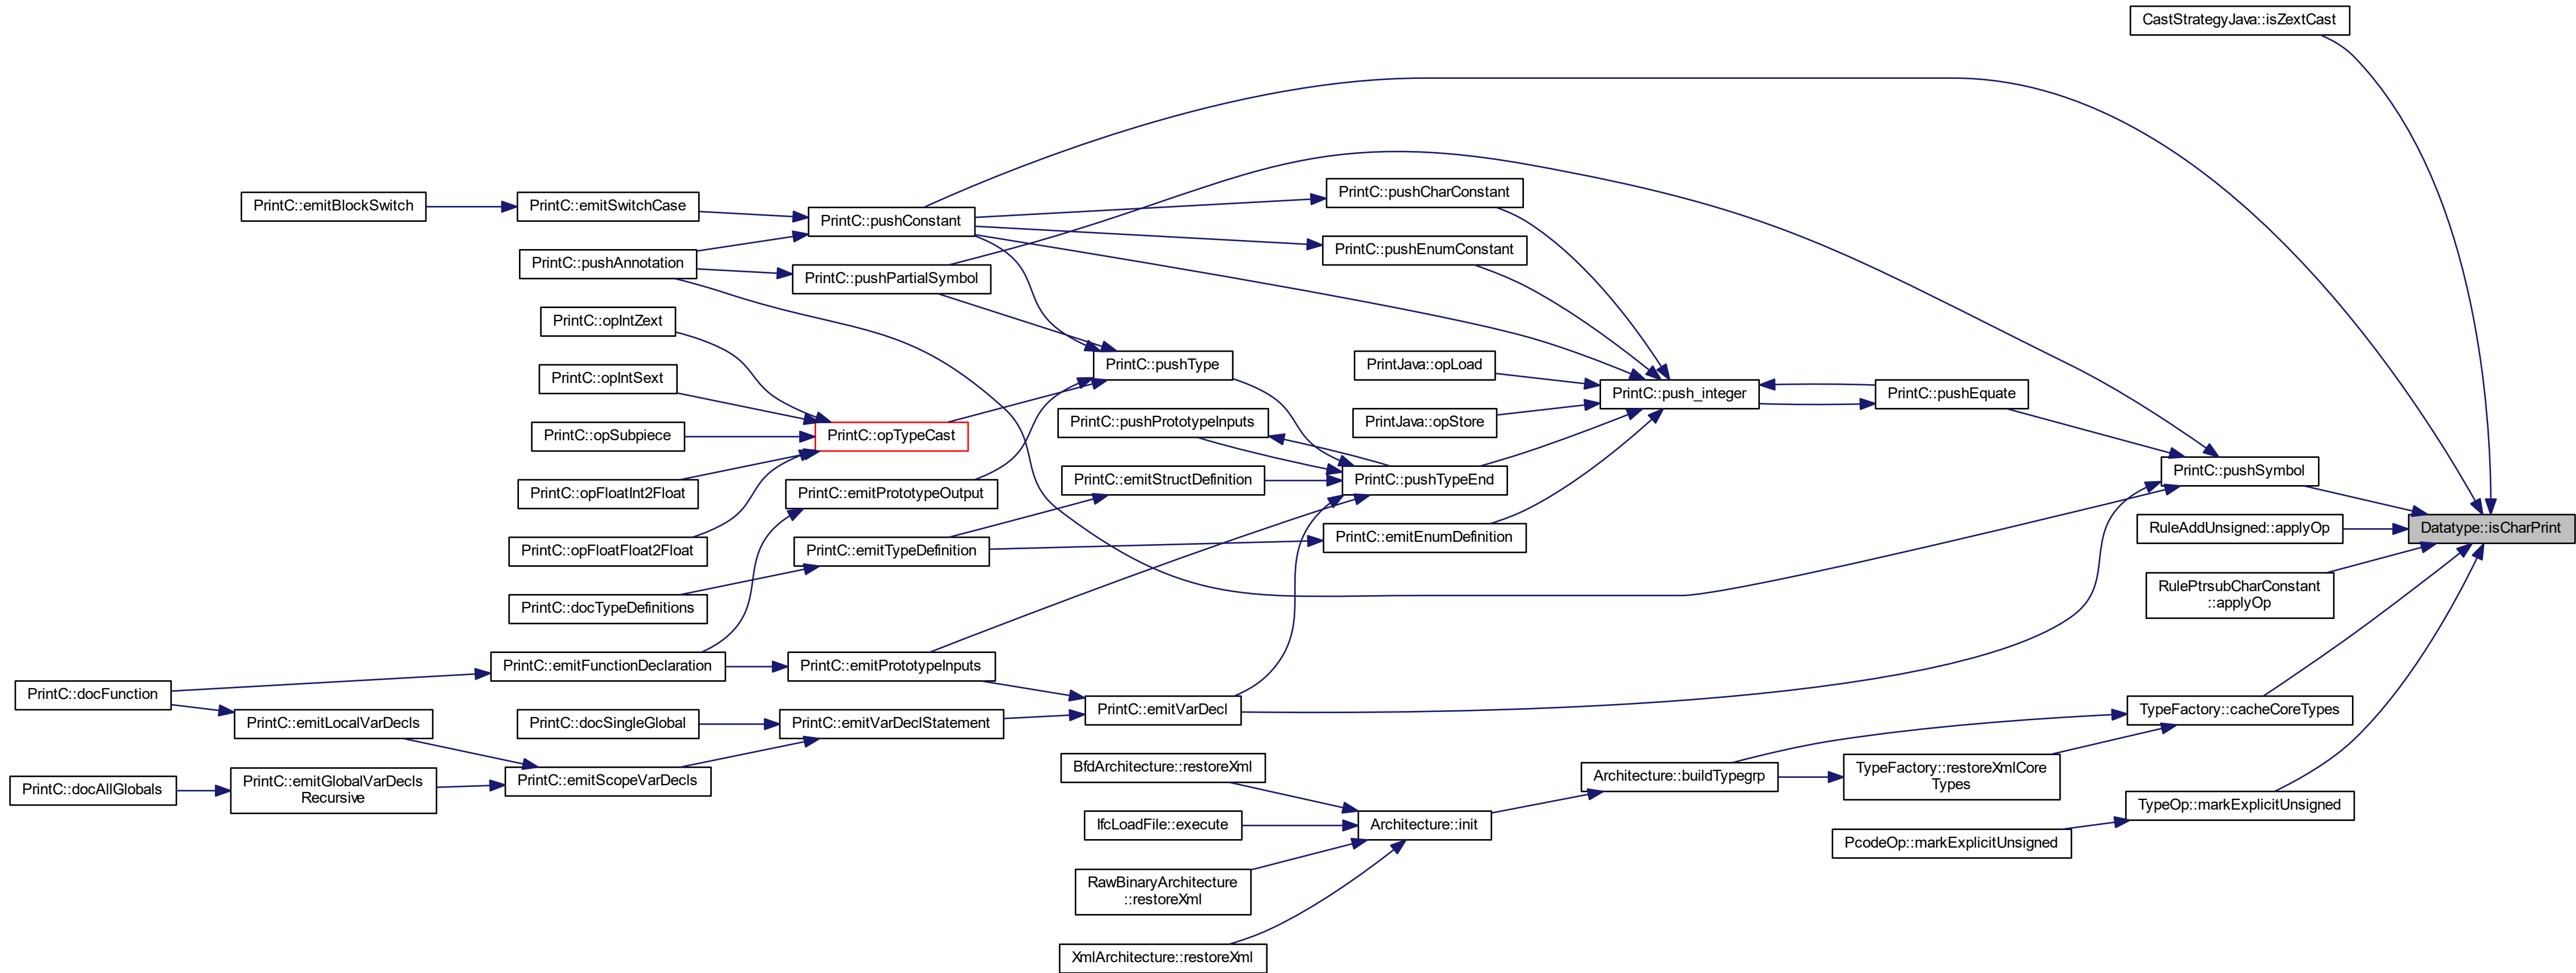 CastStrategyJava::isZextCast
PrintC::pushCharConstant
PrintC::emitBlockSwitch
PrintC::emitSwitchCase
PrintC::pushConstant
PrintC::pushEnumConstant
PrintC::pushAnnotation
PrintC::pushPartialSymbol
PrintC::opIntZext
PrintC::pushType
PrintJava::opLoad
PrintC::opIntSext
PrintC::push_integer
PrintC::pushEquate
PrintC::pushPrototypeInputs
PrintJava::opStore
PrintC::opSubpiece
PrintC::opTypeCast
PrintC::pushSymbol
PrintC::emitStructDefinition
PrintC::pushTypeEnd
PrintC::opFloatInt2Float
PrintC::emitPrototypeOutput
RuleAddUnsigned::applyOp
Datatype::isCharPrint
PrintC::emitEnumDefinition
PrintC::opFloatFloat2Float
PrintC::emitTypeDefinition
RulePtrsubCharConstant
::applyOp
PrintC::docTypeDefinitions
PrintC::emitFunctionDeclaration
PrintC::emitPrototypeInputs
PrintC::docFunction
PrintC::emitVarDecl
TypeFactory::cacheCoreTypes
PrintC::emitLocalVarDecls
PrintC::docSingleGlobal
PrintC::emitVarDeclStatement
BfdArchitecture::restoreXml
Architecture::buildTypegrp
TypeFactory::restoreXmlCore
Types
PrintC::docAllGlobals
PrintC::emitGlobalVarDecls
Recursive
PrintC::emitScopeVarDecls
TypeOp::markExplicitUnsigned
IfcLoadFile::execute
Architecture::init
PcodeOp::markExplicitUnsigned
RawBinaryArchitecture
::restoreXml
XmlArchitecture::restoreXml